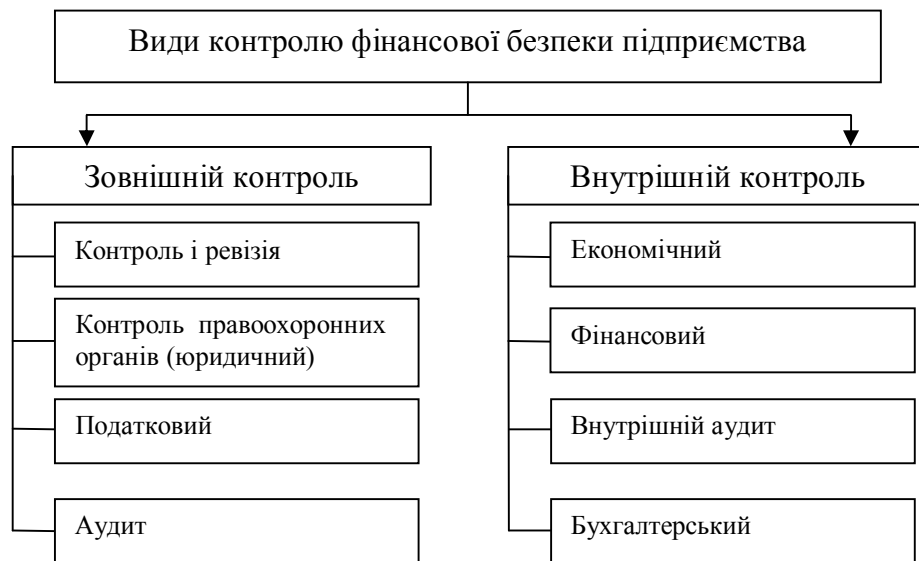 Види контролю фінансової безпеки підприємства
Зовнішній контроль
Контроль і ревізія
Контроль правоохоронних
органів (юридичний)
Податковий
Аудит
Внутрішній контроль
Економічний
Фінансовий
Внутрішній аудит
Бухгалтерський